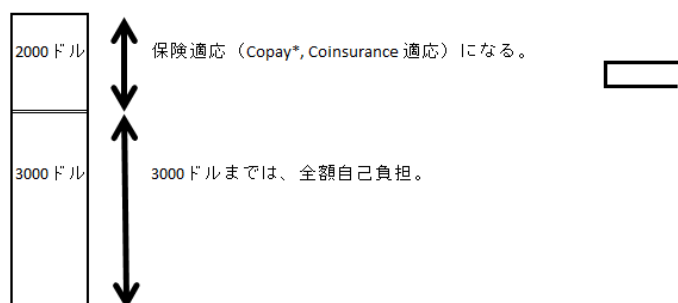 2000ドル
保険適応（Copay*, Coinsurance 適応）になる。
3000ドル
3000ドルまでは、全額自己負担。